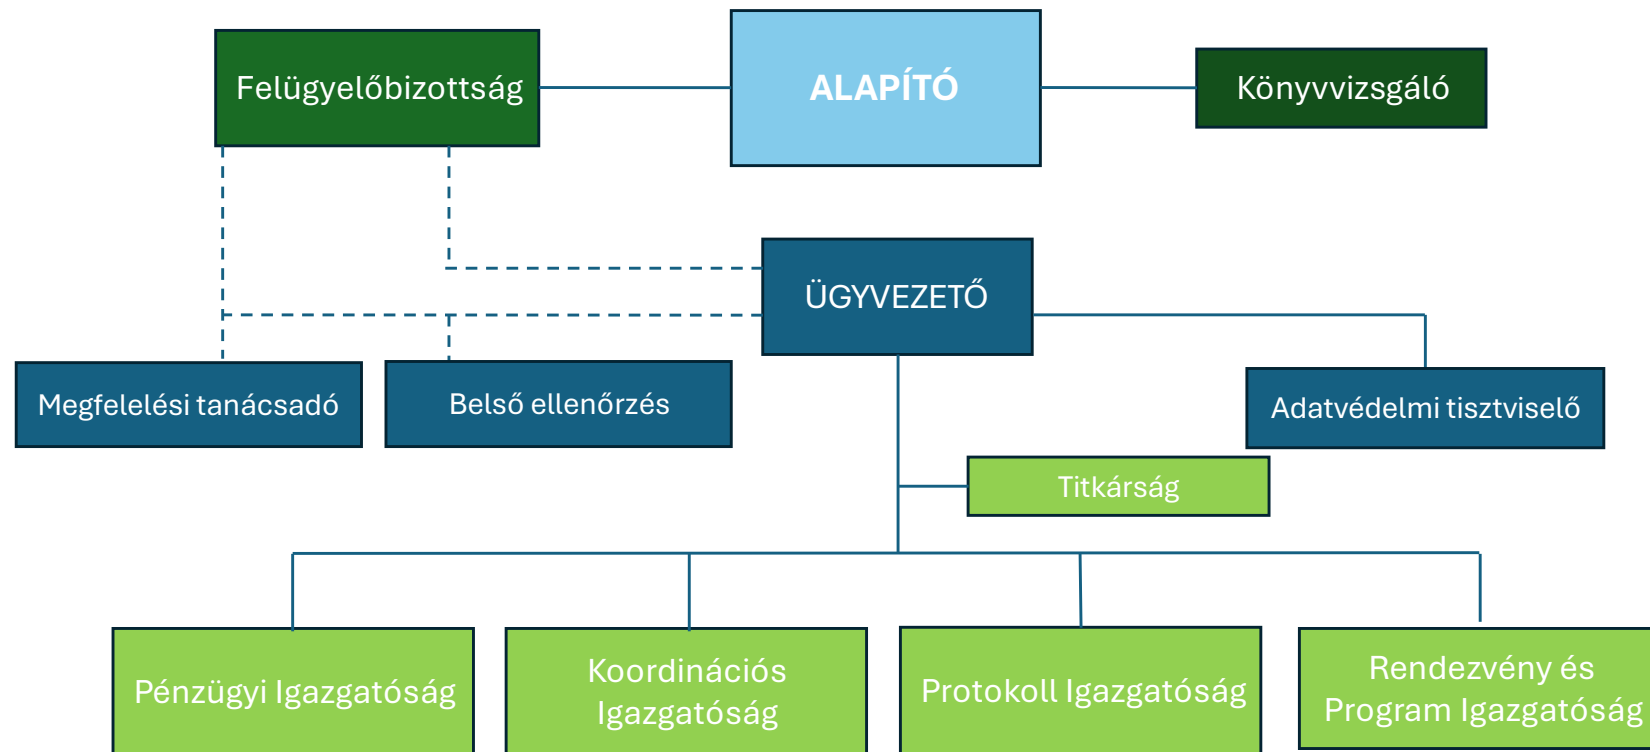 Felügyelőbizottság
ALAPÍTÓ
Könyvvizsgáló
ÜGYVEZETŐ
Megfelelési tanácsadó
Belső ellenőrzés
Adatvédelmi tisztviselő
Titkárság
Pénzügyi Igazgatóság
Koordinációs
Igazgatóság
Protokoll Igazgatóság
Rendezvény és
Program Igazgatóság